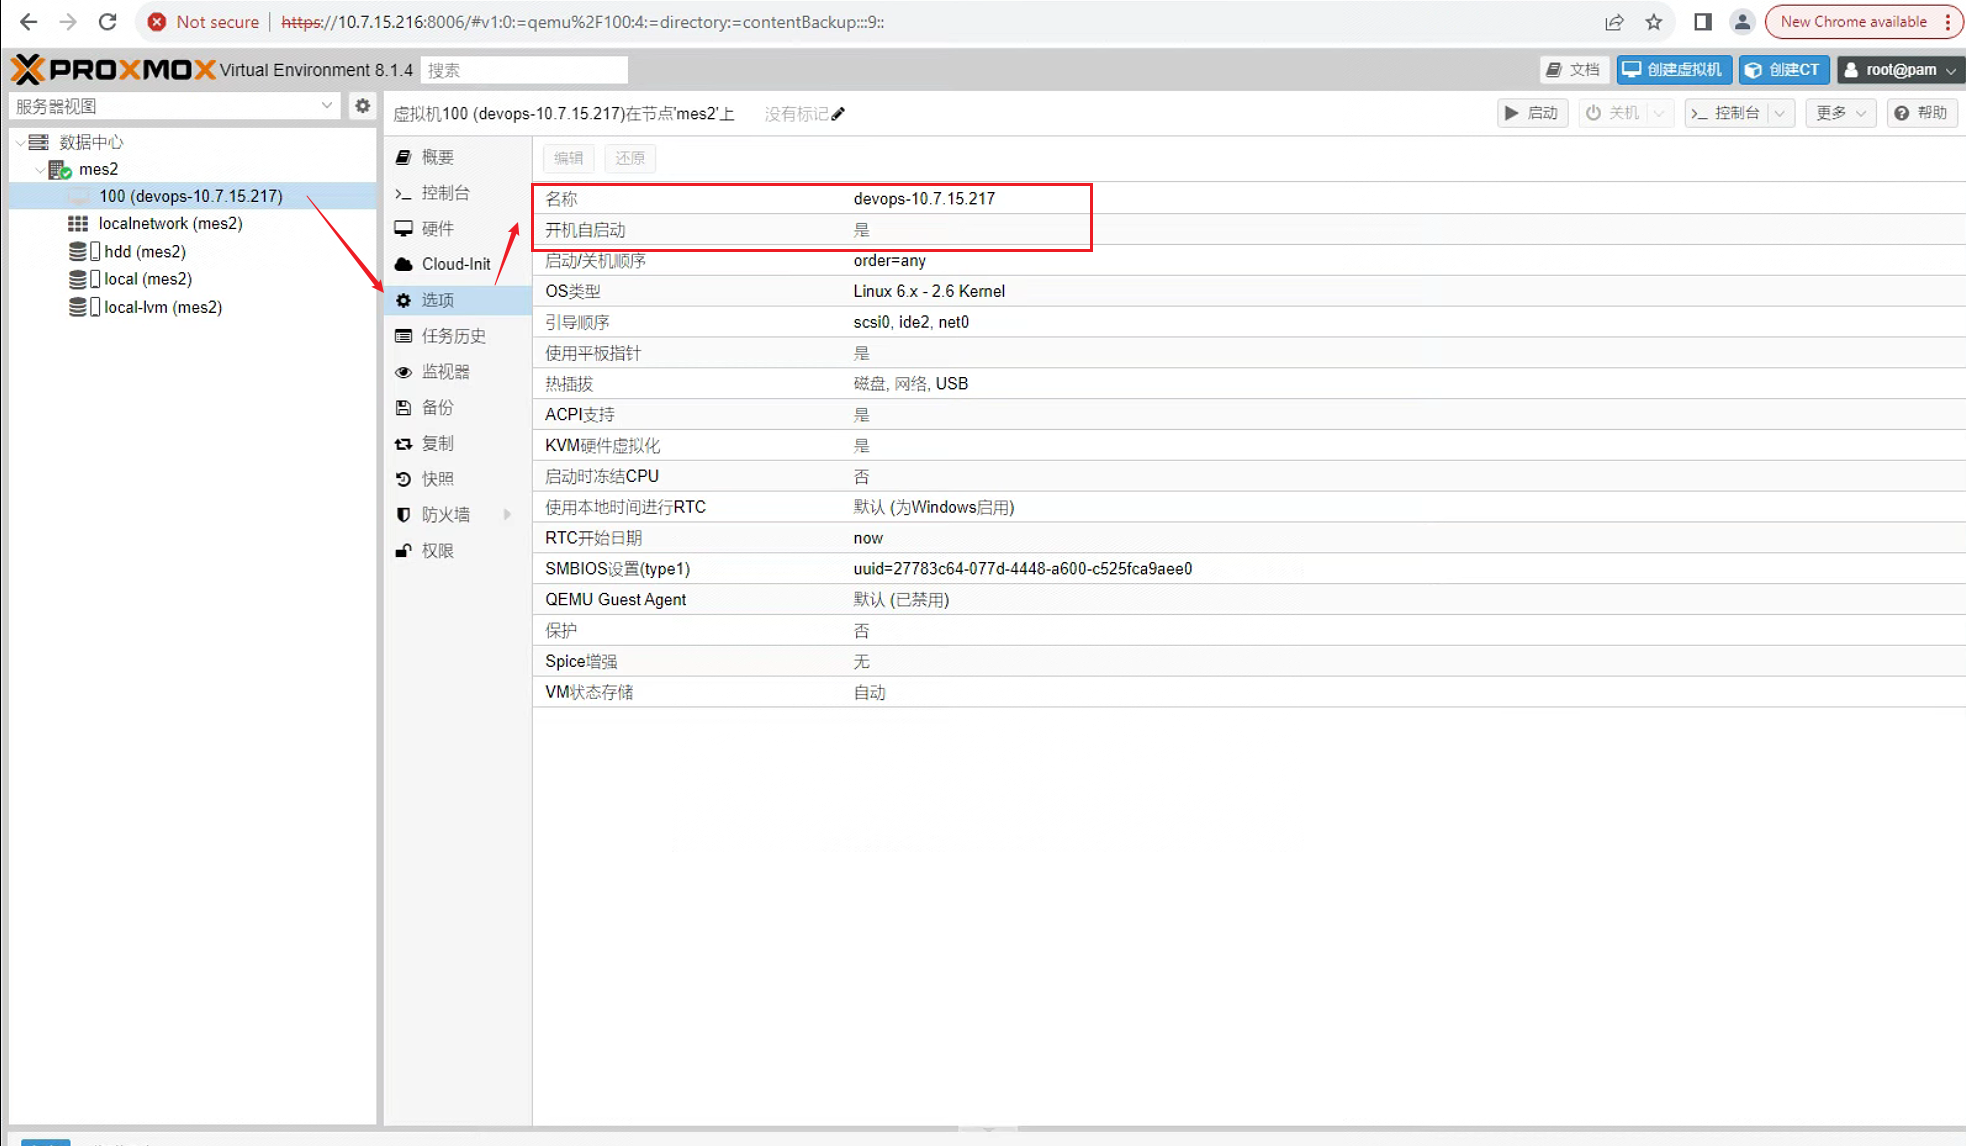 Not secure https://10.7.15.216:8006/#v1:0:=qemu%2F100:4:=directory:=contentBackup:::9:: New Chrome available
PROXMOX Virtual Environment 8.1.4 搜索 文档 创建虚拟机 创建CT root@pam
服务器视图
虚拟机100 (devops-10.7.15.217)在节点'mes2'上 没有标记 启动 关机 控制台 更多 帮助
数据中心
mes2
100 (devops-10.7.15.217)
localnetwork (mes2)
hdd (mes2)
local (mes2)
local-lvm (mes2)
概要
控制台
硬件
Cloud-Init
选项
任务历史
监视器
备份
复制
快照
防火墙
权限
编辑 还原
名称 devops-10.7.15.217
开机自启动 是
启动/关机顺序 order=any
OS类型 Linux 6.x - 2.6 Kernel
引导顺序 scsi0, ide2, net0
使用平板指针 是
热插拔 磁盘, 网络, USB
ACPI支持 是
KVM硬件虚拟化 是
启动时冻结CPU 否
使用本地时间进行RTC 默认 (为Windows启用)
RTC开始日期 now
SMBIOS设置(type1) uuid=27783c64-077d-4448-a600-c525fca9aee0
QEMU Guest Agent 默认 (已禁用)
保护 否
Spice增强 无
VM状态存储 自动